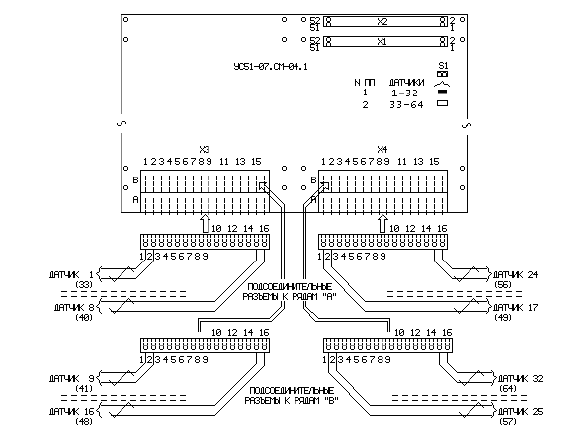 52 X2 2
51 1
52 X1 2
51 1
УС51-07.СМ-04.1
S1
N ПП ДАТЧИКИ
1 1-32
2 33-64
X3 X4
1 2 3 4 5 6 7 8 9 11 13 15 1 2 3 4 5 6 7 8 9 11 13 15
В В
А А
10 12 14 16 10 12 14 16
1 2 3 4 5 6 7 8 9 1 2 3 4 5 6 7 8 9
ДАТЧИК 1 ДАТЧИК 24
(33) (56)
ПОДСОЕДИНИТЕЛЬНЫЕ
РАЗЪЕМЫ К РЯДАМ "А"
ДАТЧИК 8 ДАТЧИК 17
(40) (49)
10 12 14 16 10 12 14 16
1 2 3 4 5 6 7 8 9 1 2 3 4 5 6 7 8 9
ДАТЧИК 9 ДАТЧИК 32
(41) (64)
ПОДСОЕДИНИТЕЛЬНЫЕ
РАЗЪЕМЫ К РЯДАМ "В"
ДАТЧИК 16 ДАТЧИК 25
(48) (57)